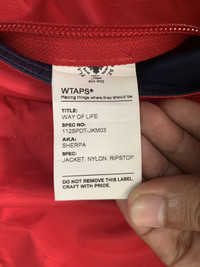 WTAPS®
Placing things where they should be.
TITLE:
WAY OF LIFE
SPEC NO:
112SPDT-JKM03
AKA:
SHERPA
SPEC:
JACKET. NYLON. RIPSTOP
DO NOT REMOVE THIS LABEL.
CRAFT WITH PRIDE.